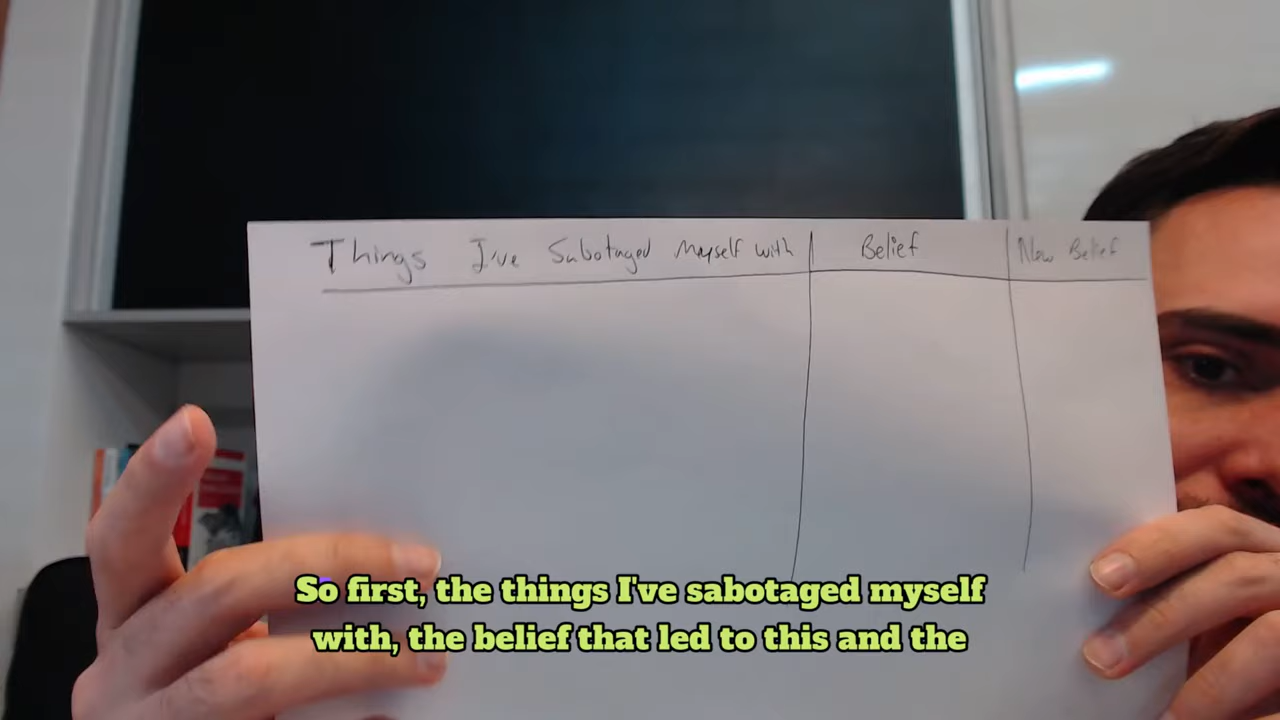 Things I've Sabotaged Myself with Belief New Belief
So first, the things I've sabotaged myself
with, the belief that led to this and the